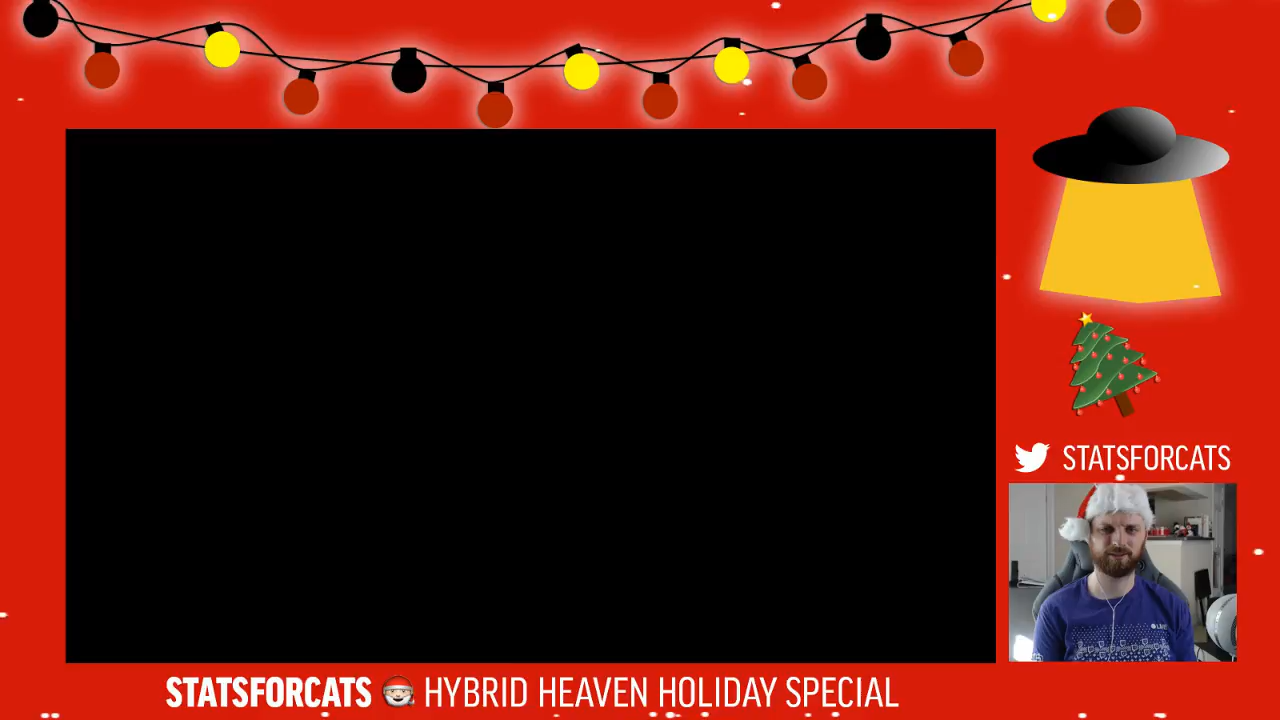 STATSFORCATS
STATSFORCATS 🎅 HYBRID HEAVEN HOLIDAY SPECIAL